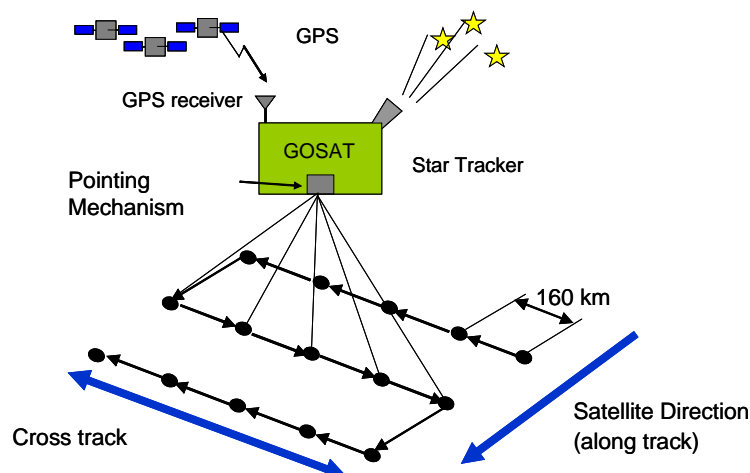 GPS
GPS receiver
GOSAT
Star Tracker
Pointing
Mechanism
160 km
Cross track
Satellite Direction
(along track)